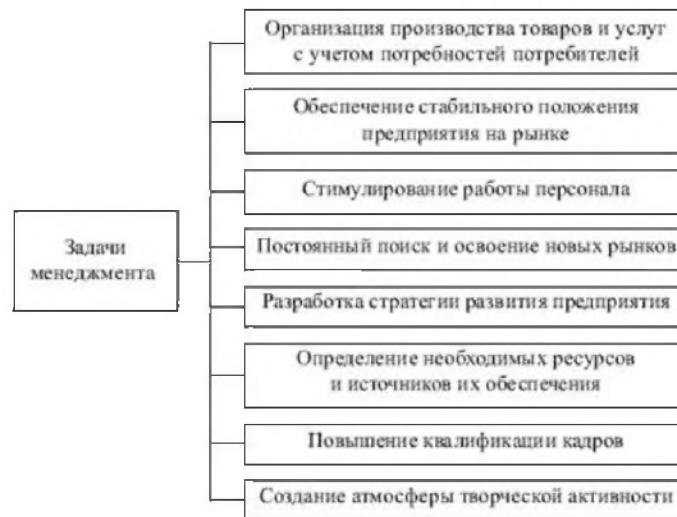 Задачи
менеджмента
Организация производства товаров и услуг
с учетом потребностей потребителей
Обеспечение стабильного положения
предприятия на рынке
Стимулирование работы персонала
Постоянный поиск и освоение новых рынков
Разработка стратегии развития предприятия
Определение необходимых ресурсов
и источников их обеспечения
Повышение квалификации кадров
Создание атмосферы творческой активности